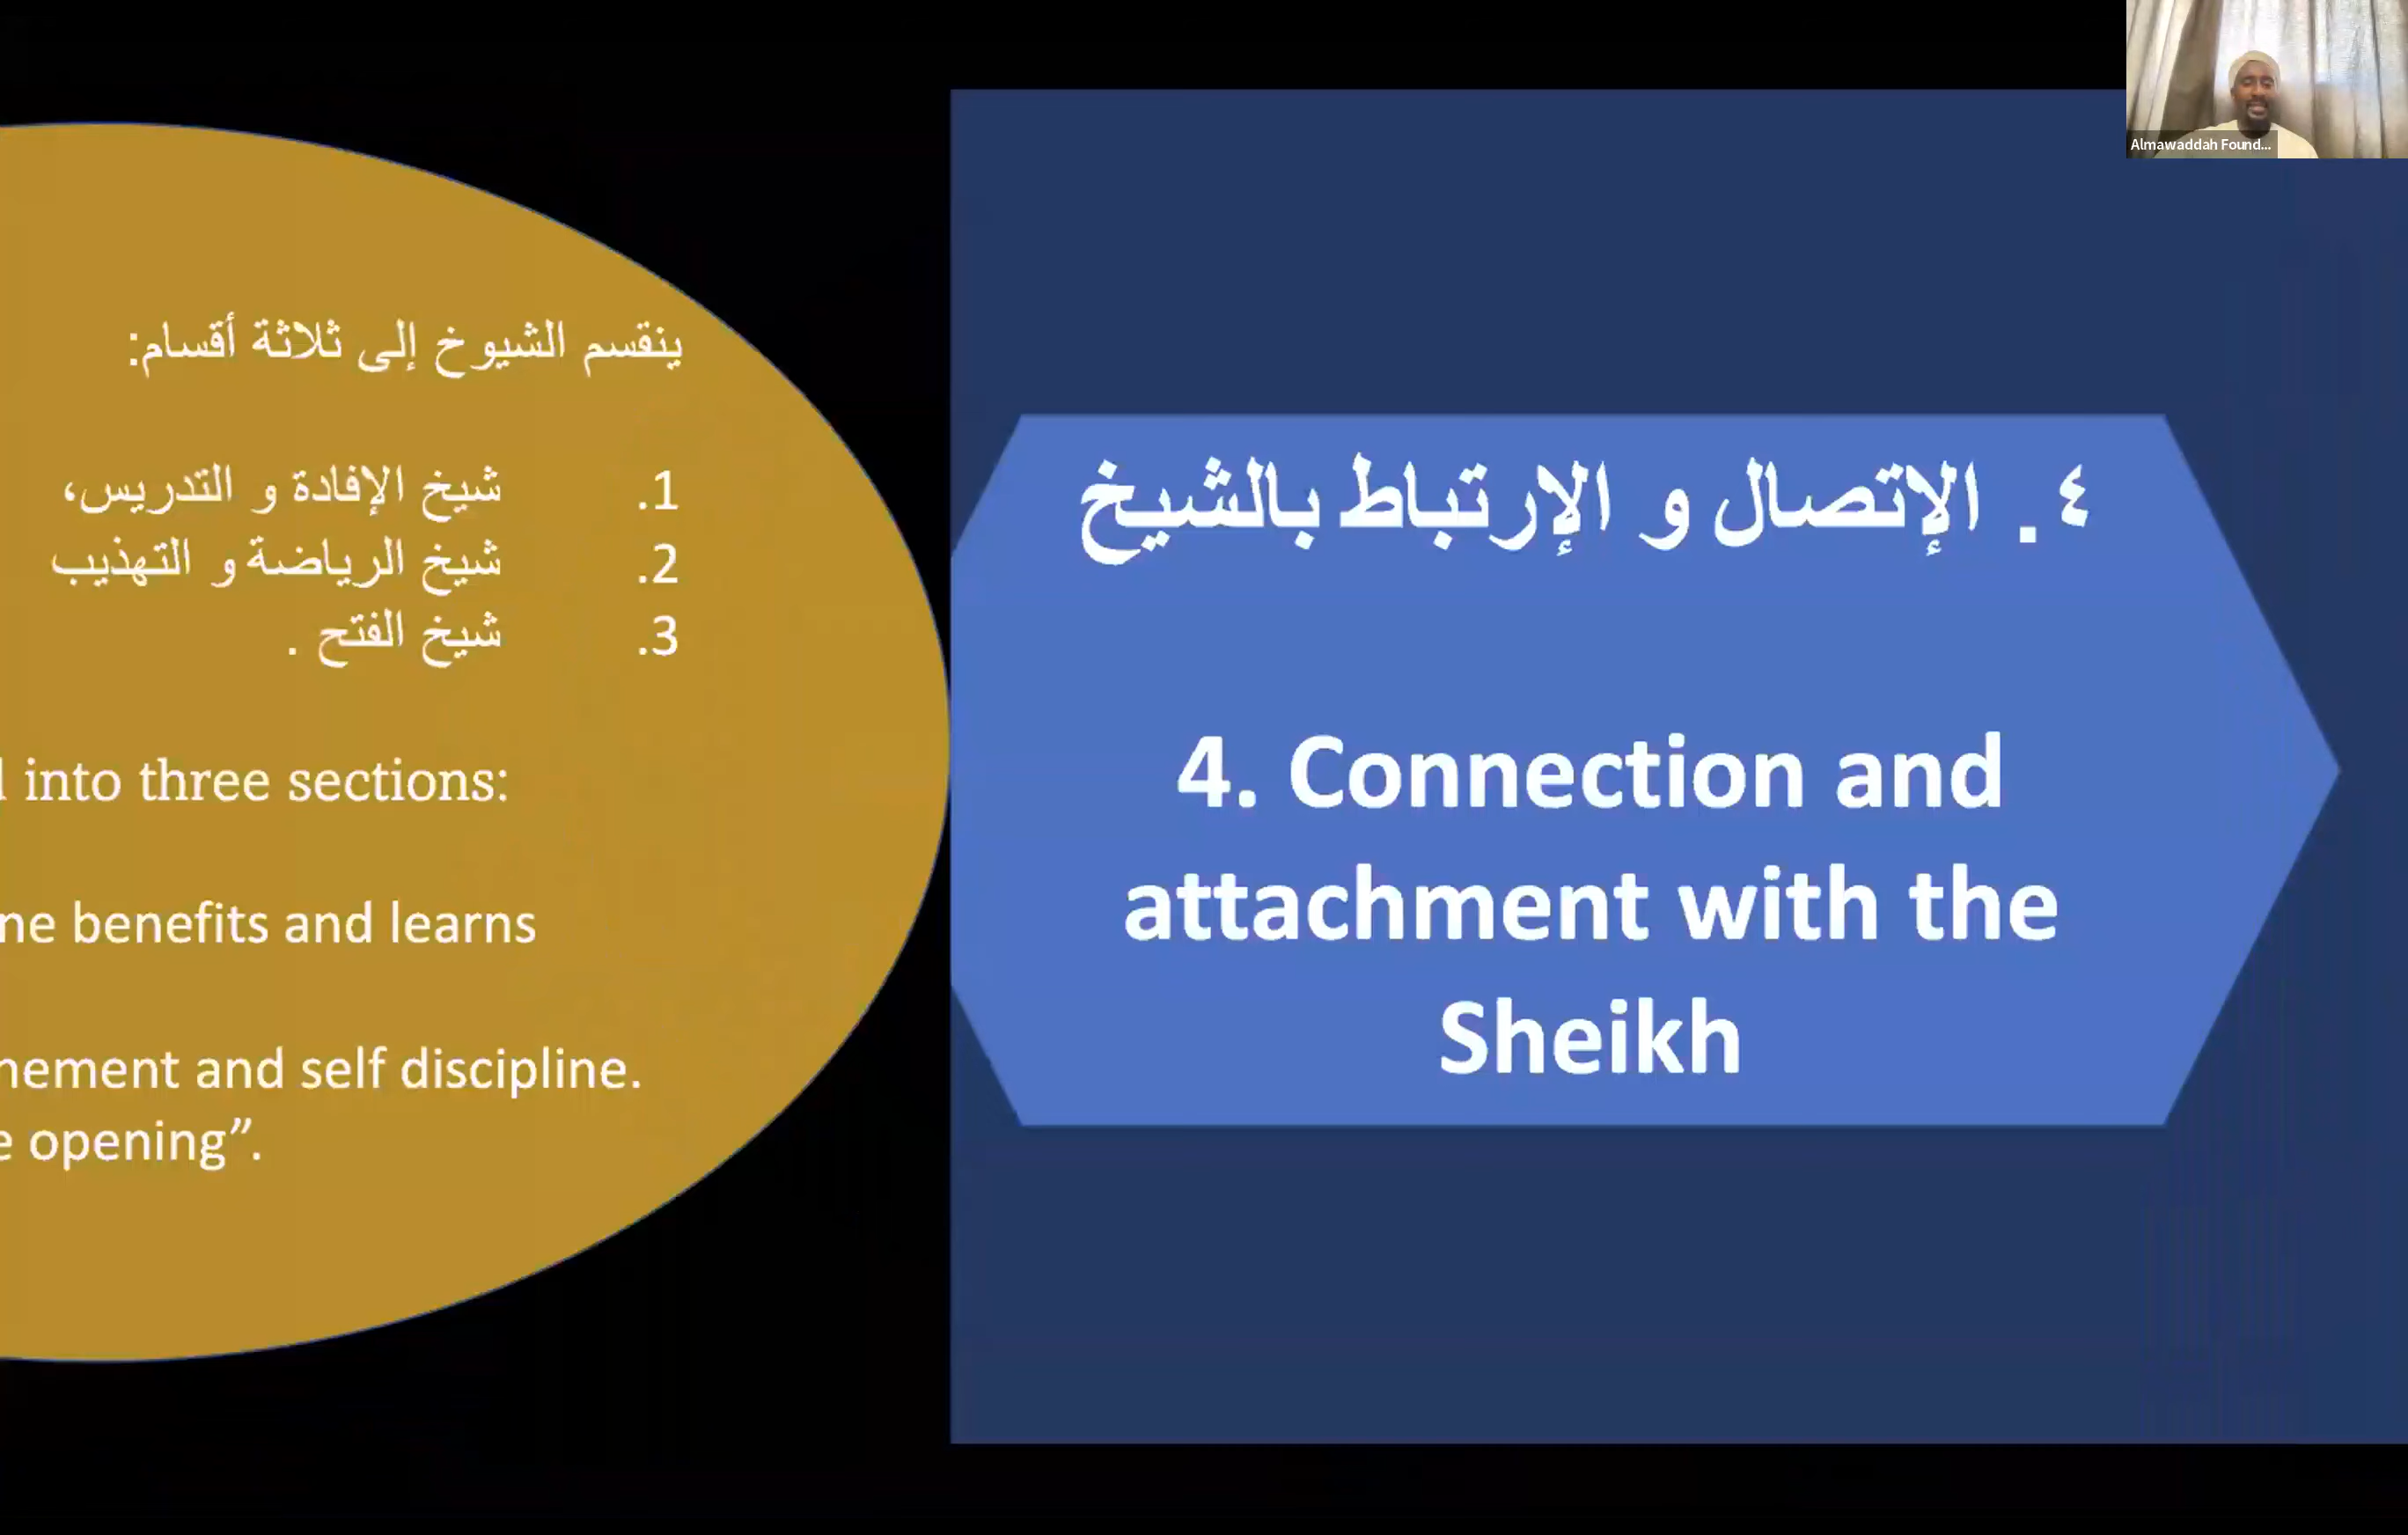 Almawaddah Found...
ينقسم الشيوخ إلى ثلاثة أقسام:
1. شيخ الإفادة و التدريس،
2. شيخ الرياضة و التهذيب
3. شيخ الفتح .
into three sections:
benefits and learns
and self discipline.
opening”.
٤. الإتصال و الإرتباط بالشيخ
4. Connection and
attachment with the
Sheikh